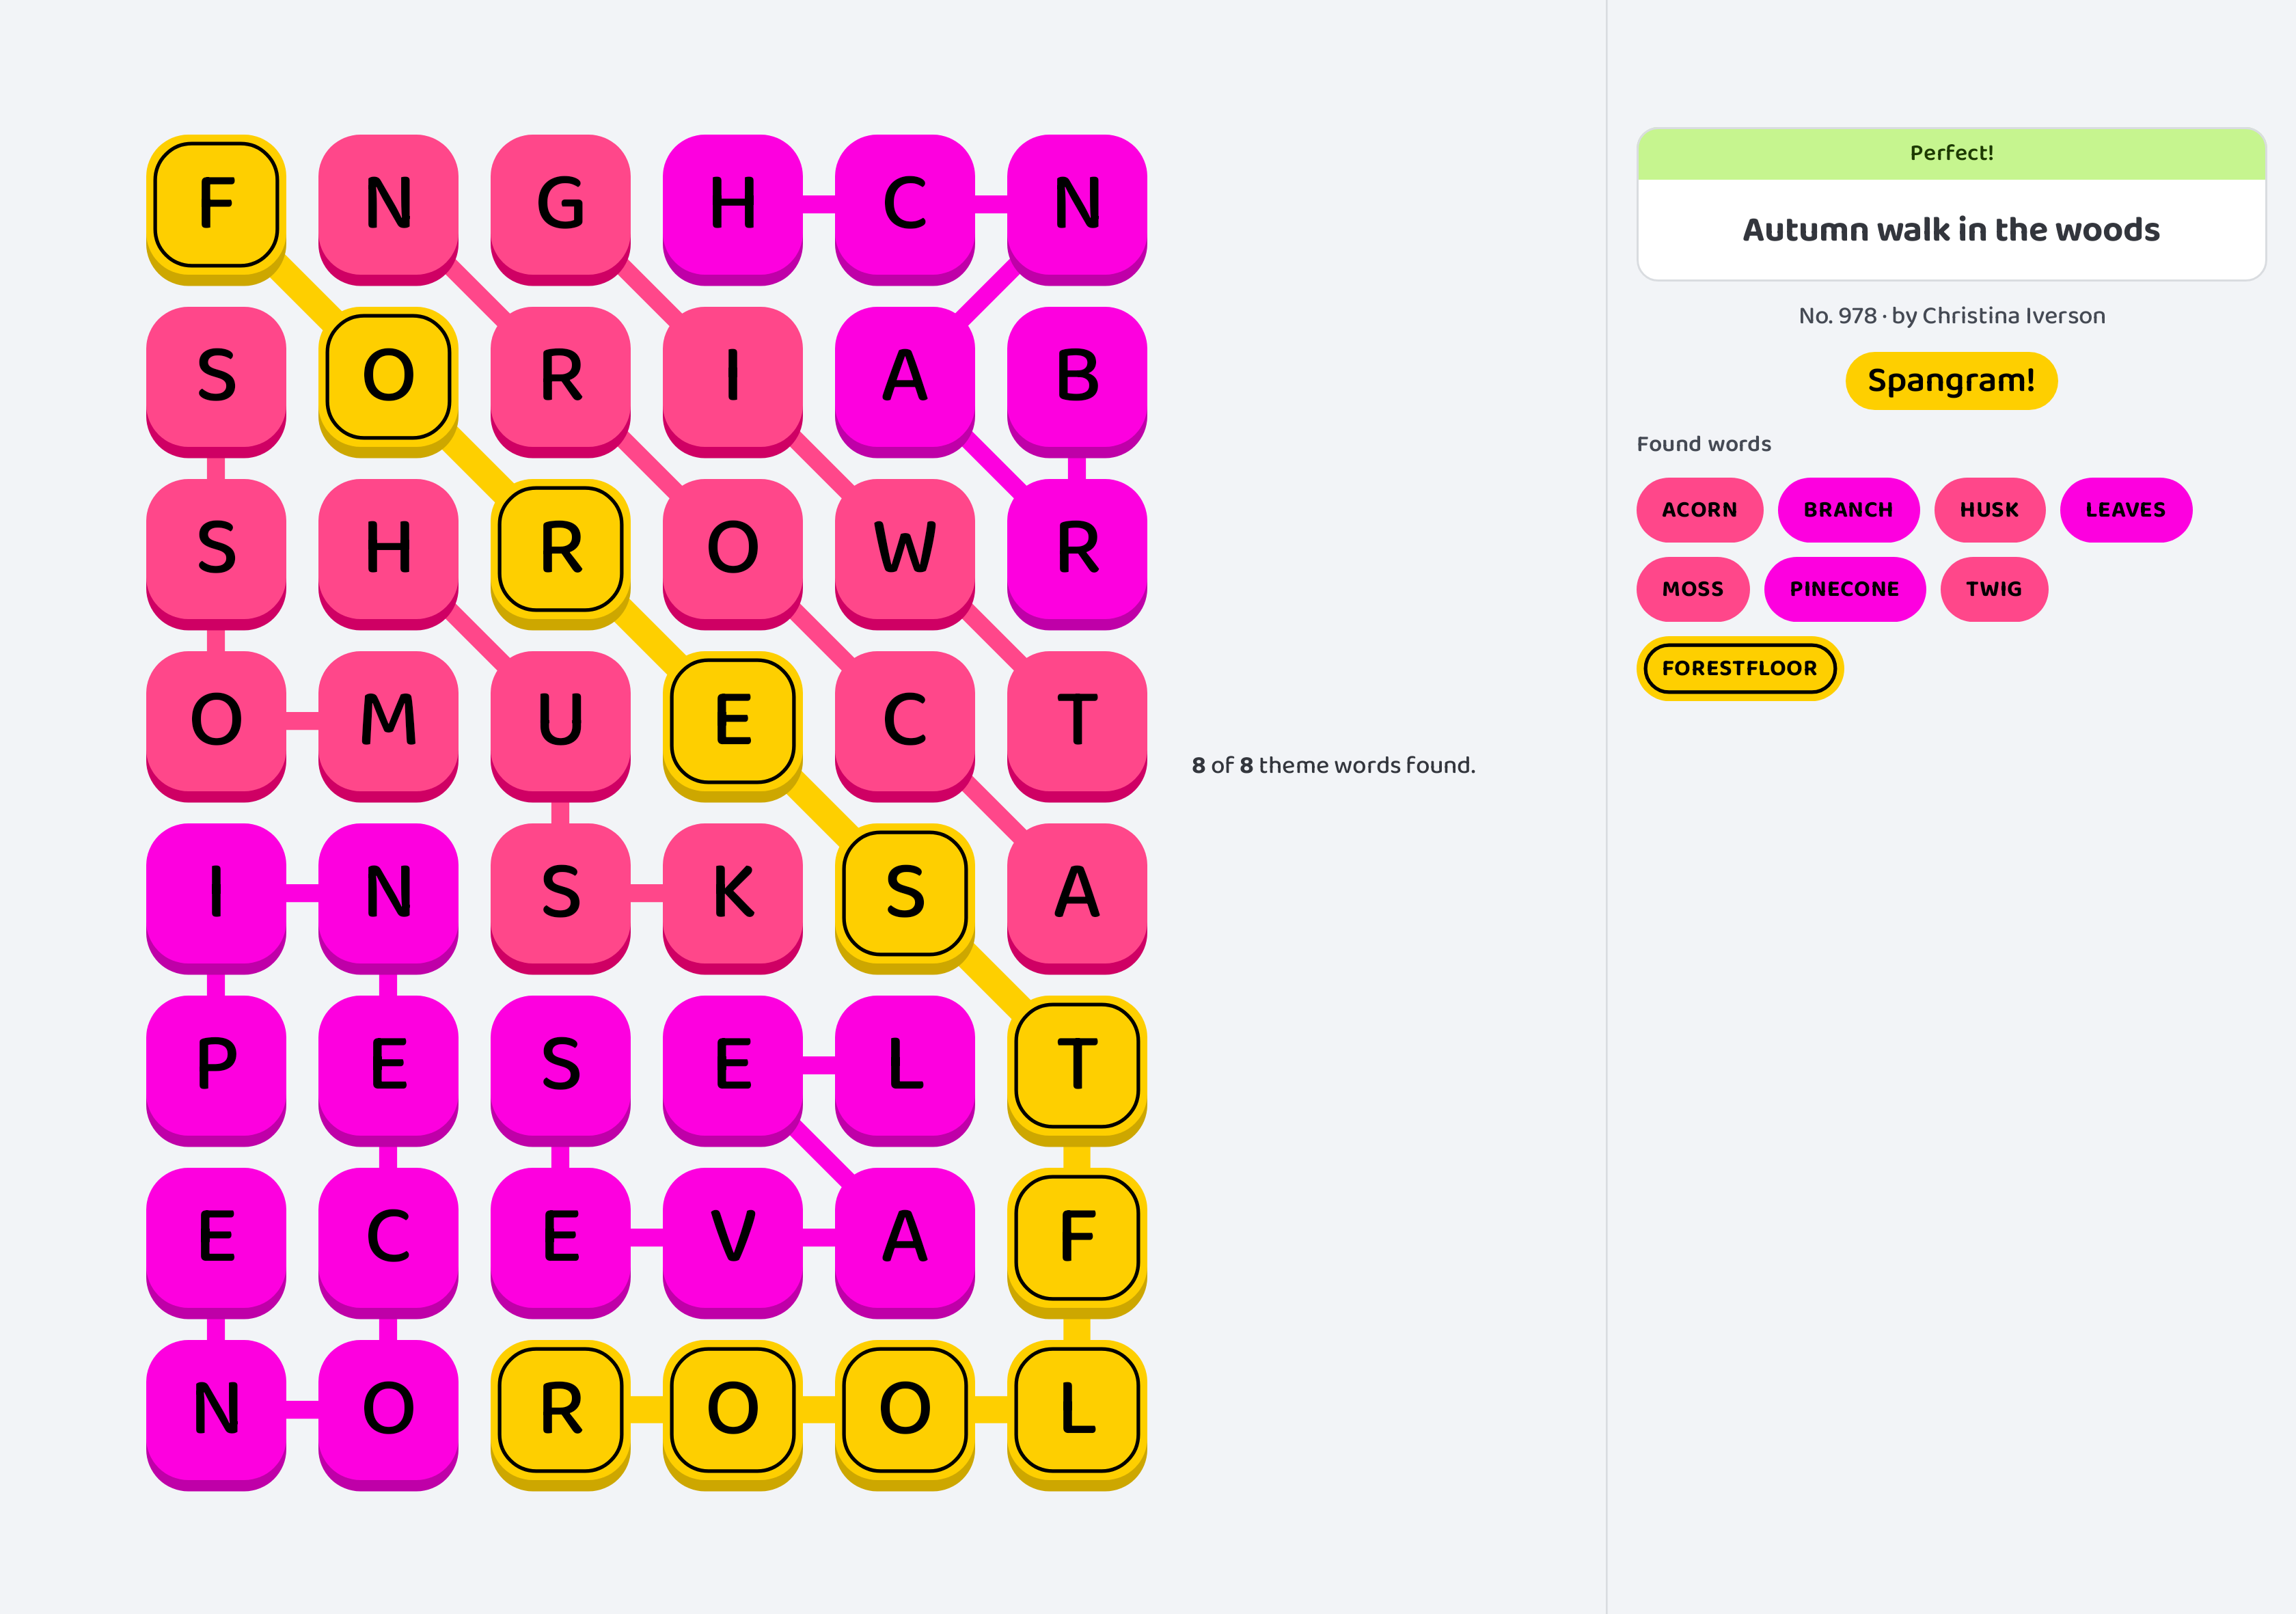 F N G H C N
S O R I A B
S H R O W R
O M U E C T
I N S K S A
P E S E L T
E C E V A F
N O R O O L
8 of 8 theme words found.
Perfect!
Autumn walk in the woods
No. 978 · by Christina Iverson
Spangram!
Found words
ACORN BRANCH HUSK LEAVES
MOSS PINECONE TWIG
FORESTFLOOR